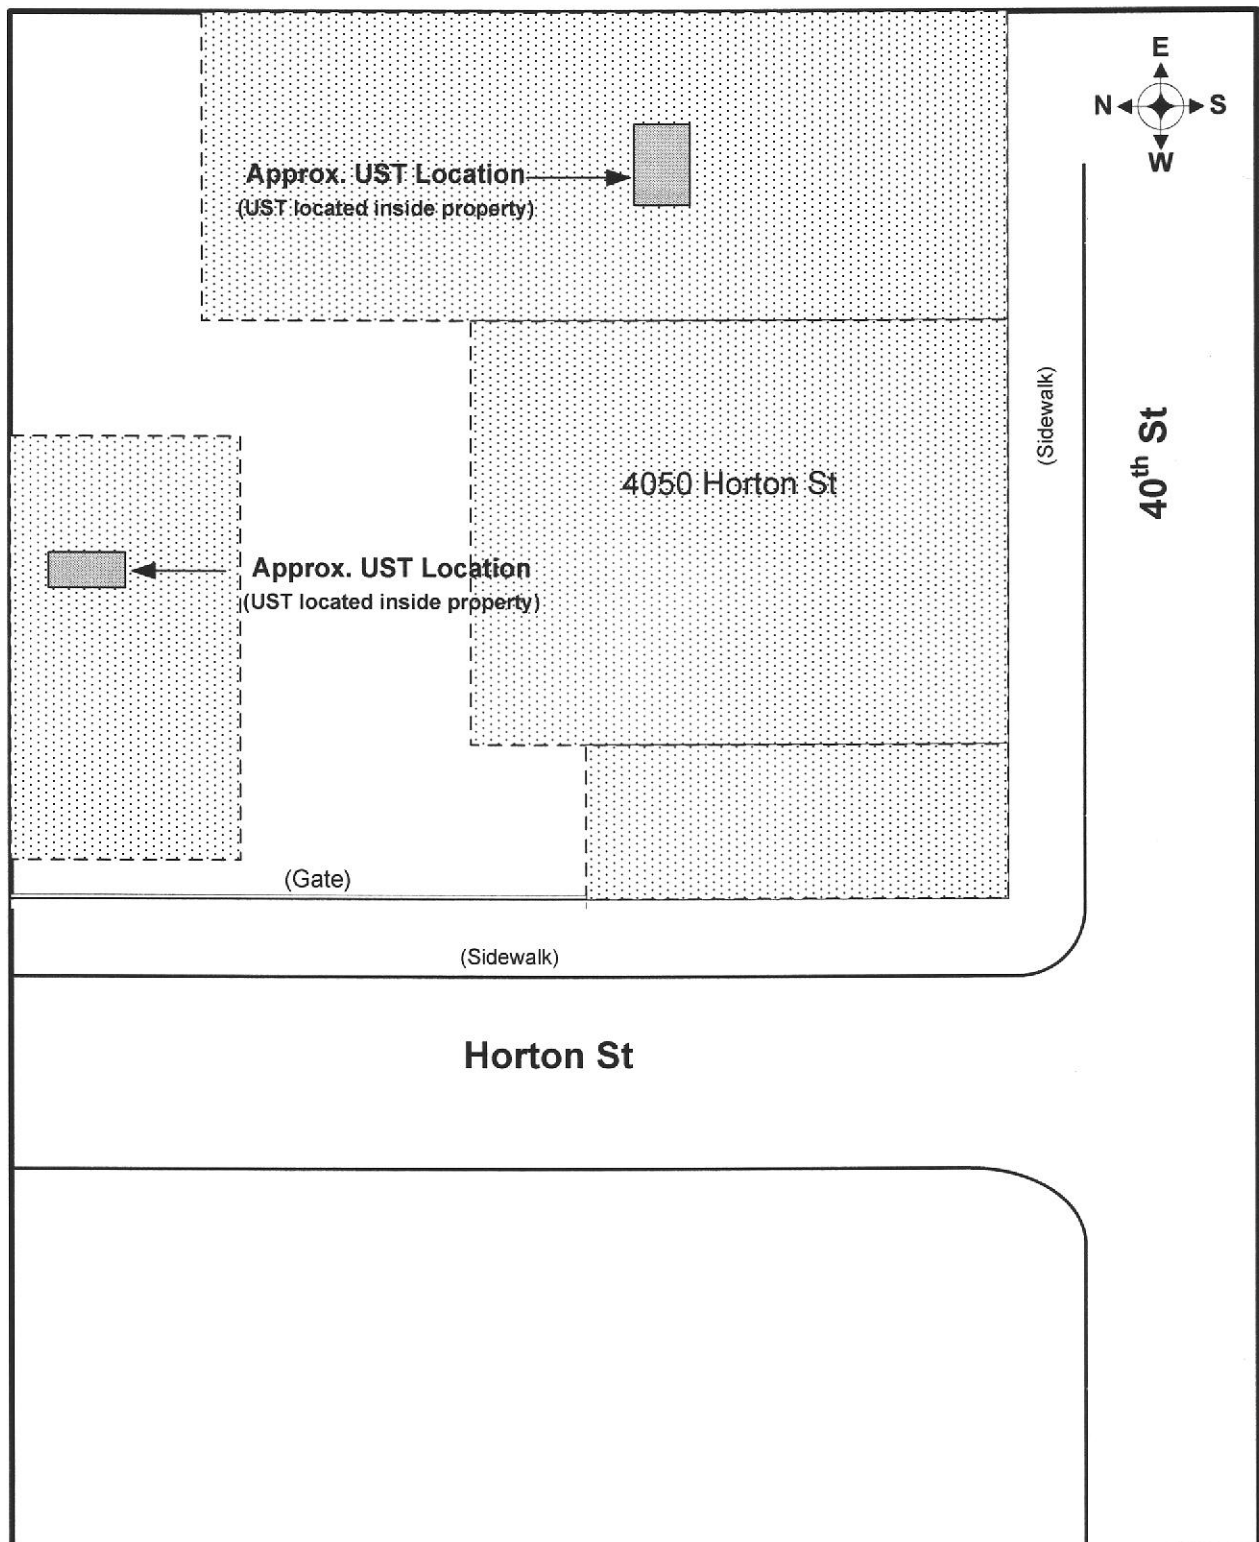 E
N S
W
Approx. UST Location
(UST located inside property)
(Sidewalk)
40th St
4050 Horton St
Approx. UST Location
(UST located inside property)
(Gate)
(Sidewalk)
Horton St